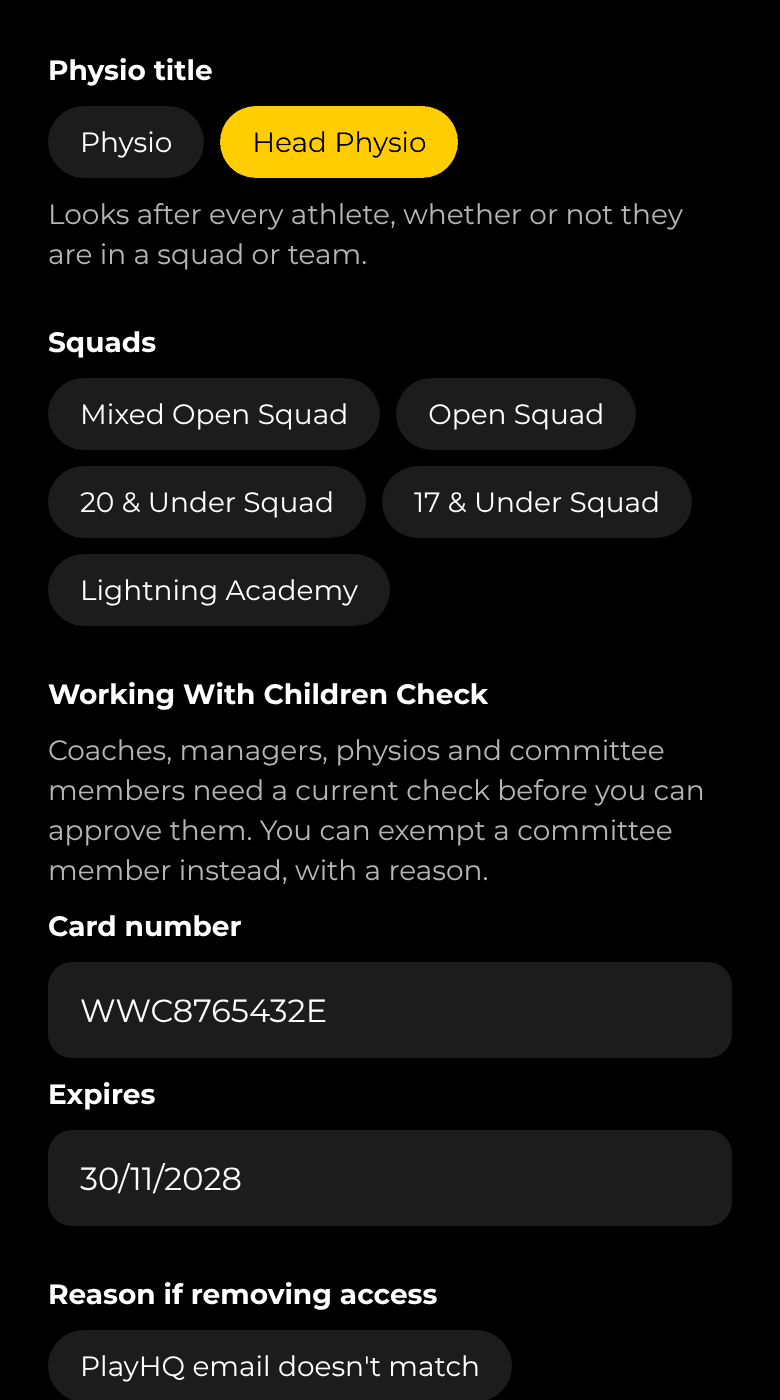 Physio title
Physio
Head Physio
Looks after every athlete, whether or not they
are in a squad or team.
Squads
Mixed Open Squad
Open Squad
20 & Under Squad
17 & Under Squad
Lightning Academy
Working With Children Check
Coaches, managers, physios and committee
members need a current check before you can
approve them. You can exempt a committee
member instead, with a reason.
Card number
WWC8765432E
Expires
30/11/2028
Reason if removing access
PlayHQ email doesn't match